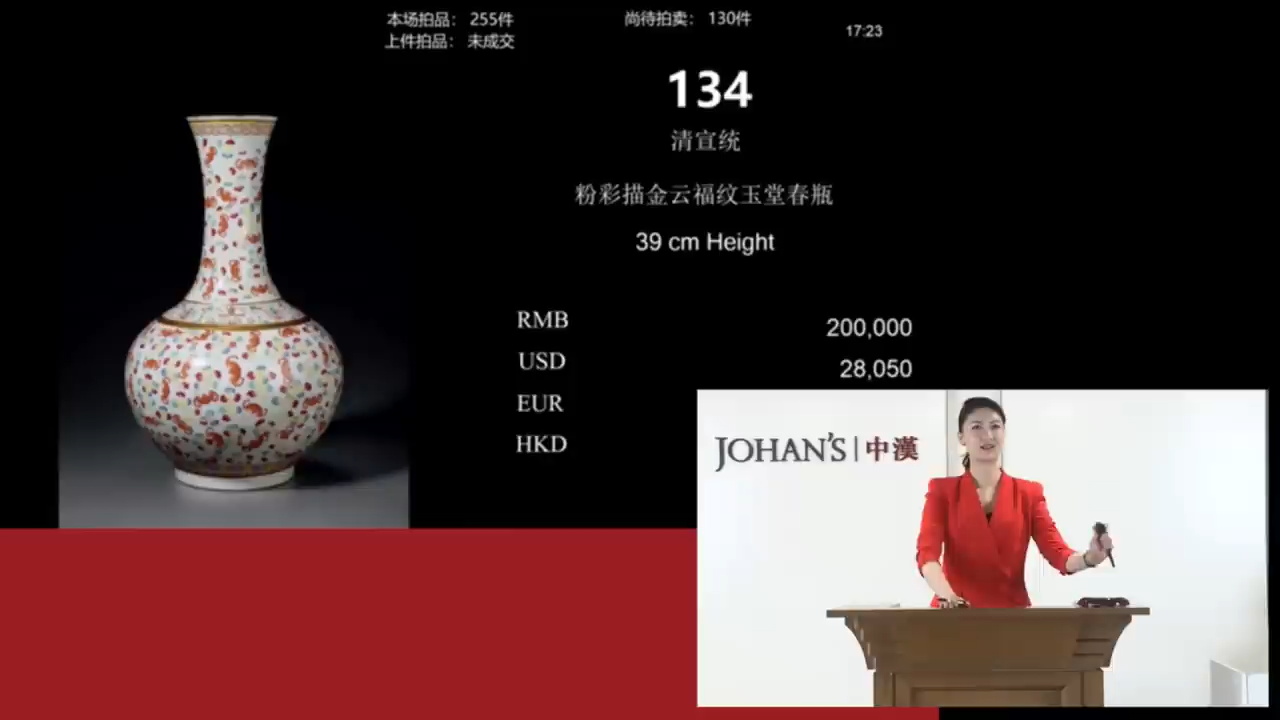 本场拍品： 255件
尚待拍卖： 130件
上件拍品： 未成交
17:23
134
清宣统
粉彩描金云福纹玉堂春瓶
39 cm Height
RMB 200,000
USD 28,050
EUR
HKD
JOHAN'S | 中漢